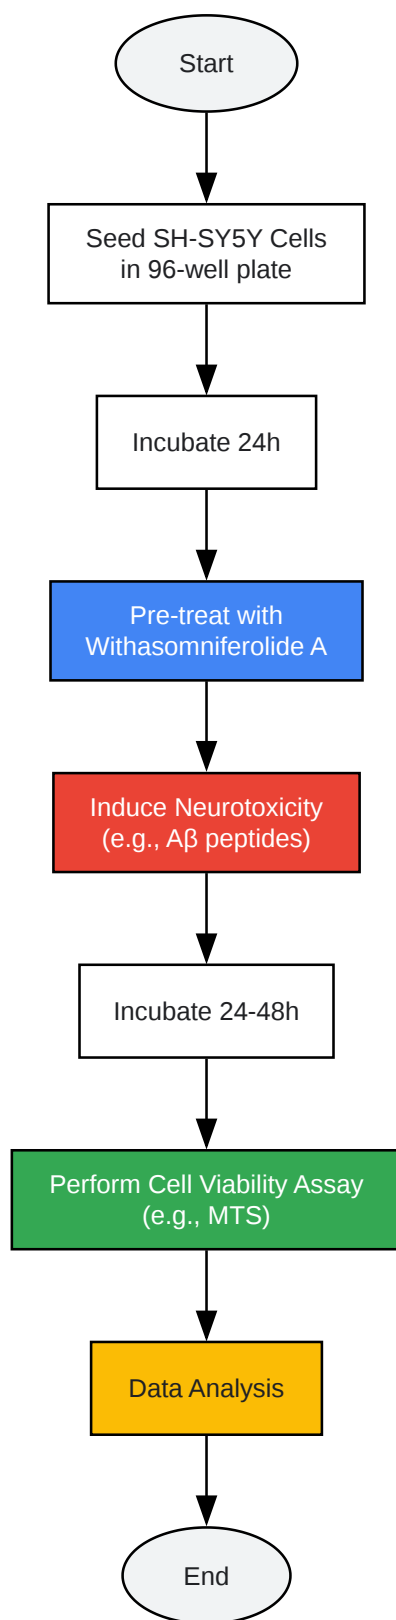 Start
Seed SH-SY5Y Cells
in 96-well plate
Incubate 24h
Pre-treat with
Withasomniferolide A
Induce Neurotoxicity
(e.g., Aβ peptides)
Incubate 24-48h
Perform Cell Viability Assay
(e.g., MTS)
Data Analysis
End